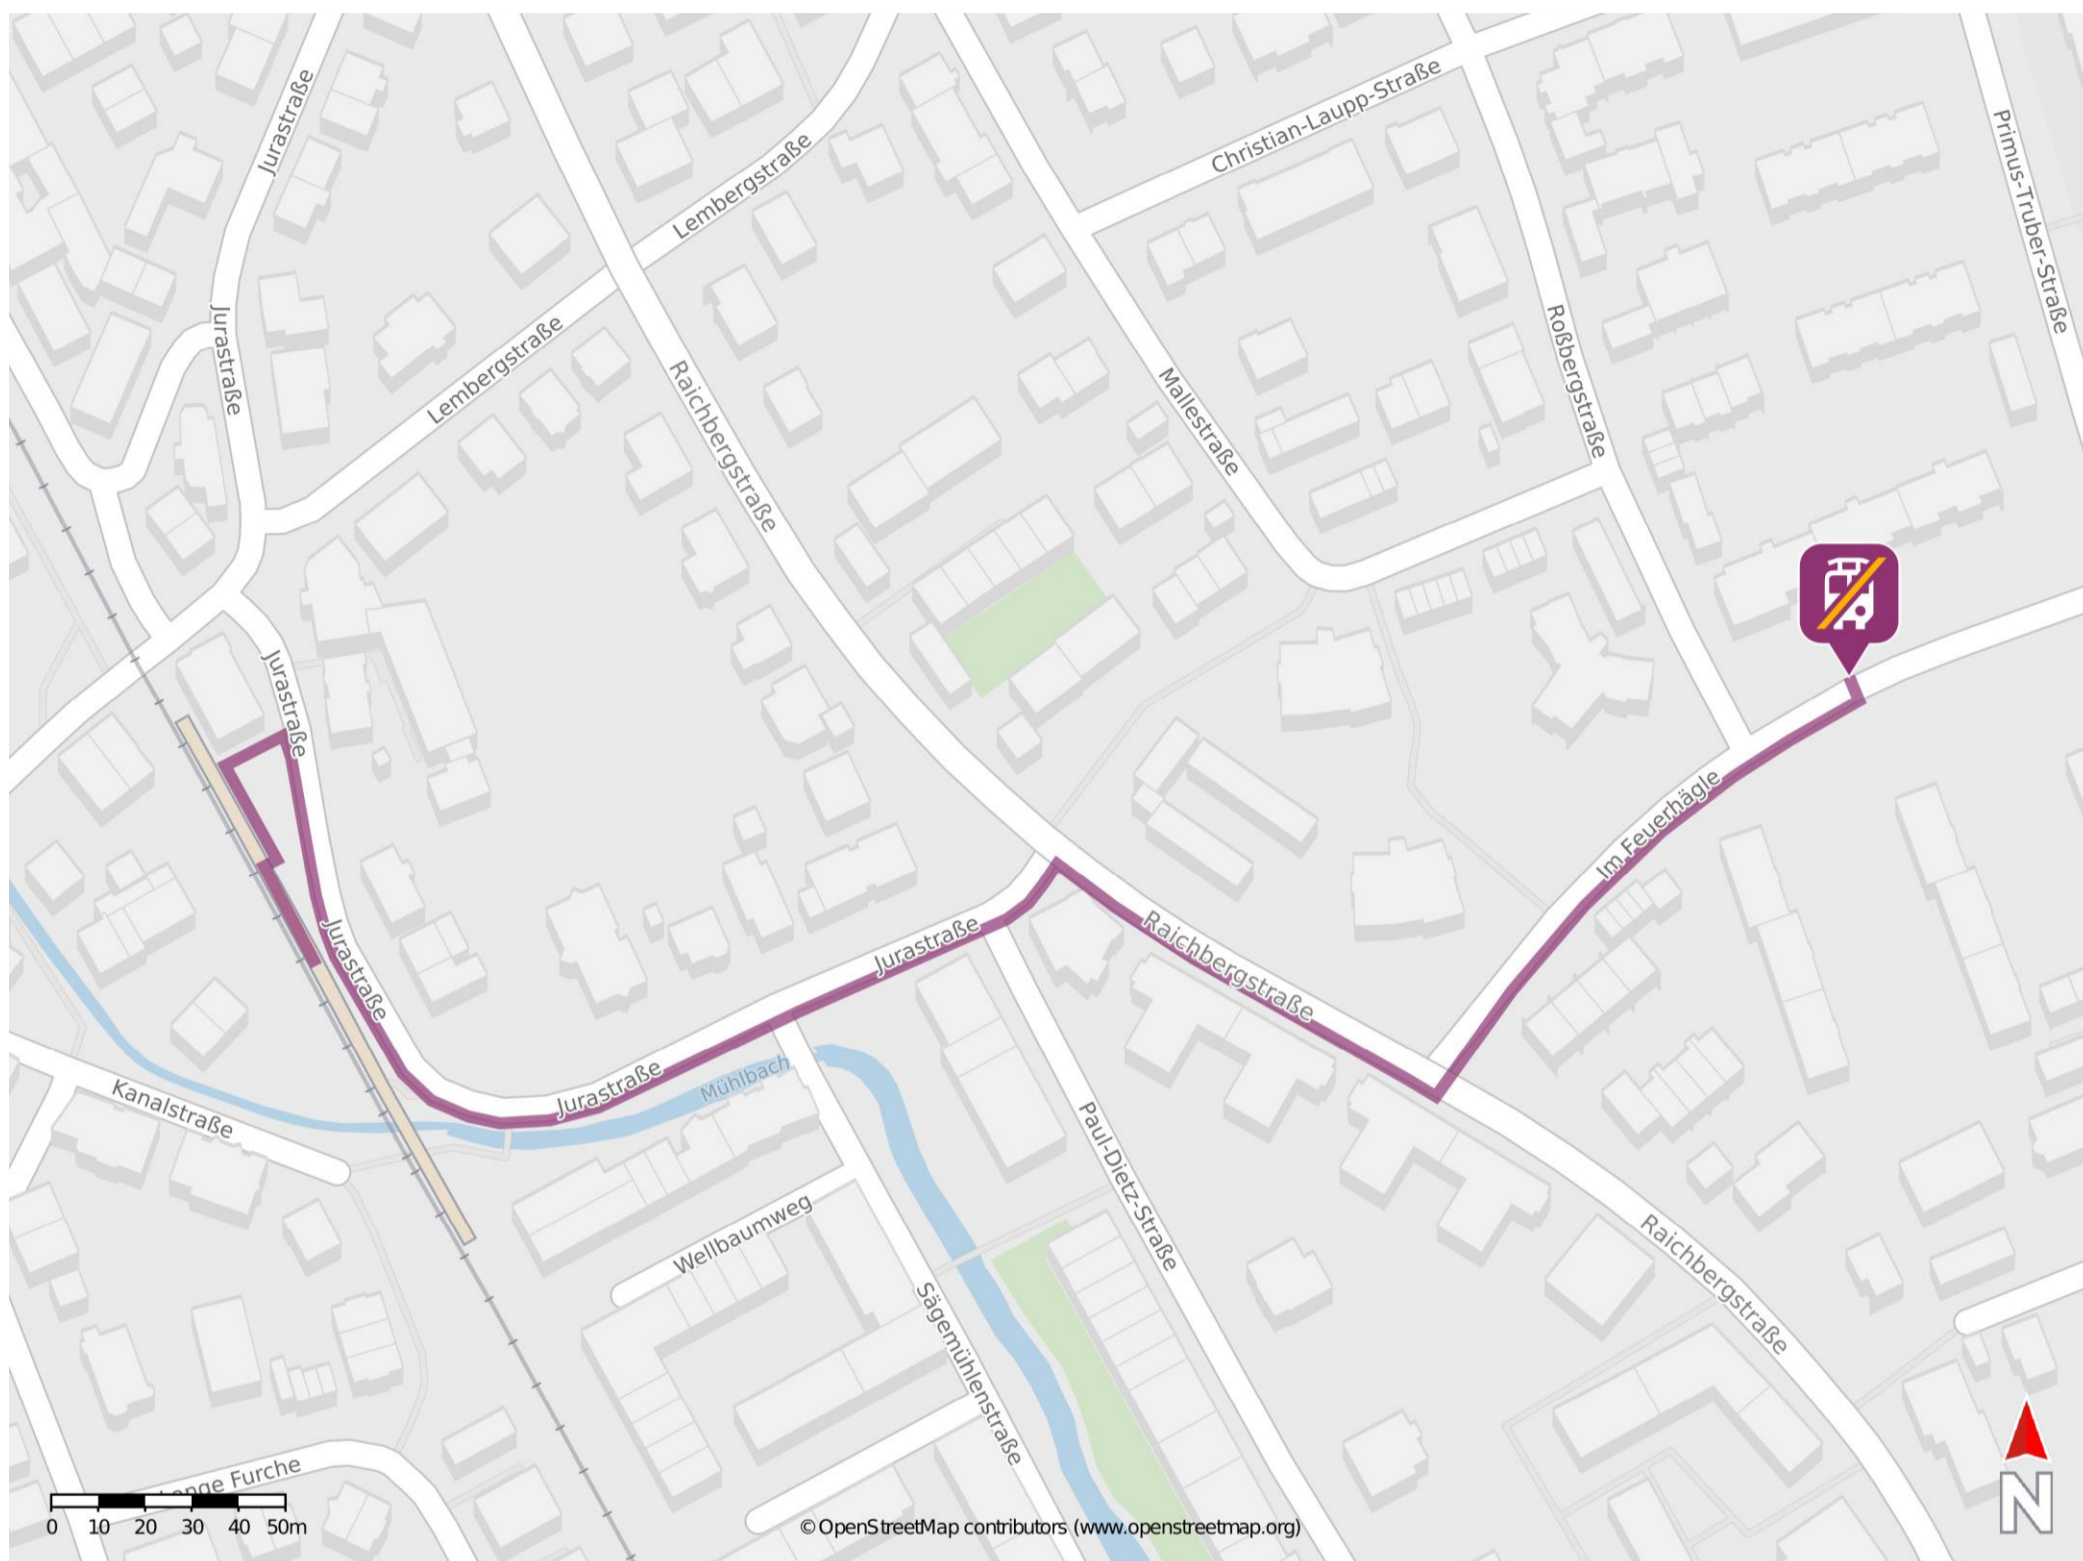 Jurastraße
Christian-Laupp-Straße
Primus-Truber-Straße
Lembergstraße
Jurastraße
Lembergstraße
Raichbergstraße
Mallestraße
Roßbergstraße
Jurastraße
Im Feuerhägle
Jurastraße
Jurastraße
Raichbergstraße
Jurastraße
Mühlbach
Kanalstraße
Paul-Dietz-Straße
Wellbaumweg
Raichbergstraße
Sägemühlenstraße
Lange Furche
0 10 20 30 40 50m
© OpenStreetMap contributors (www.openstreetmap.org)
N